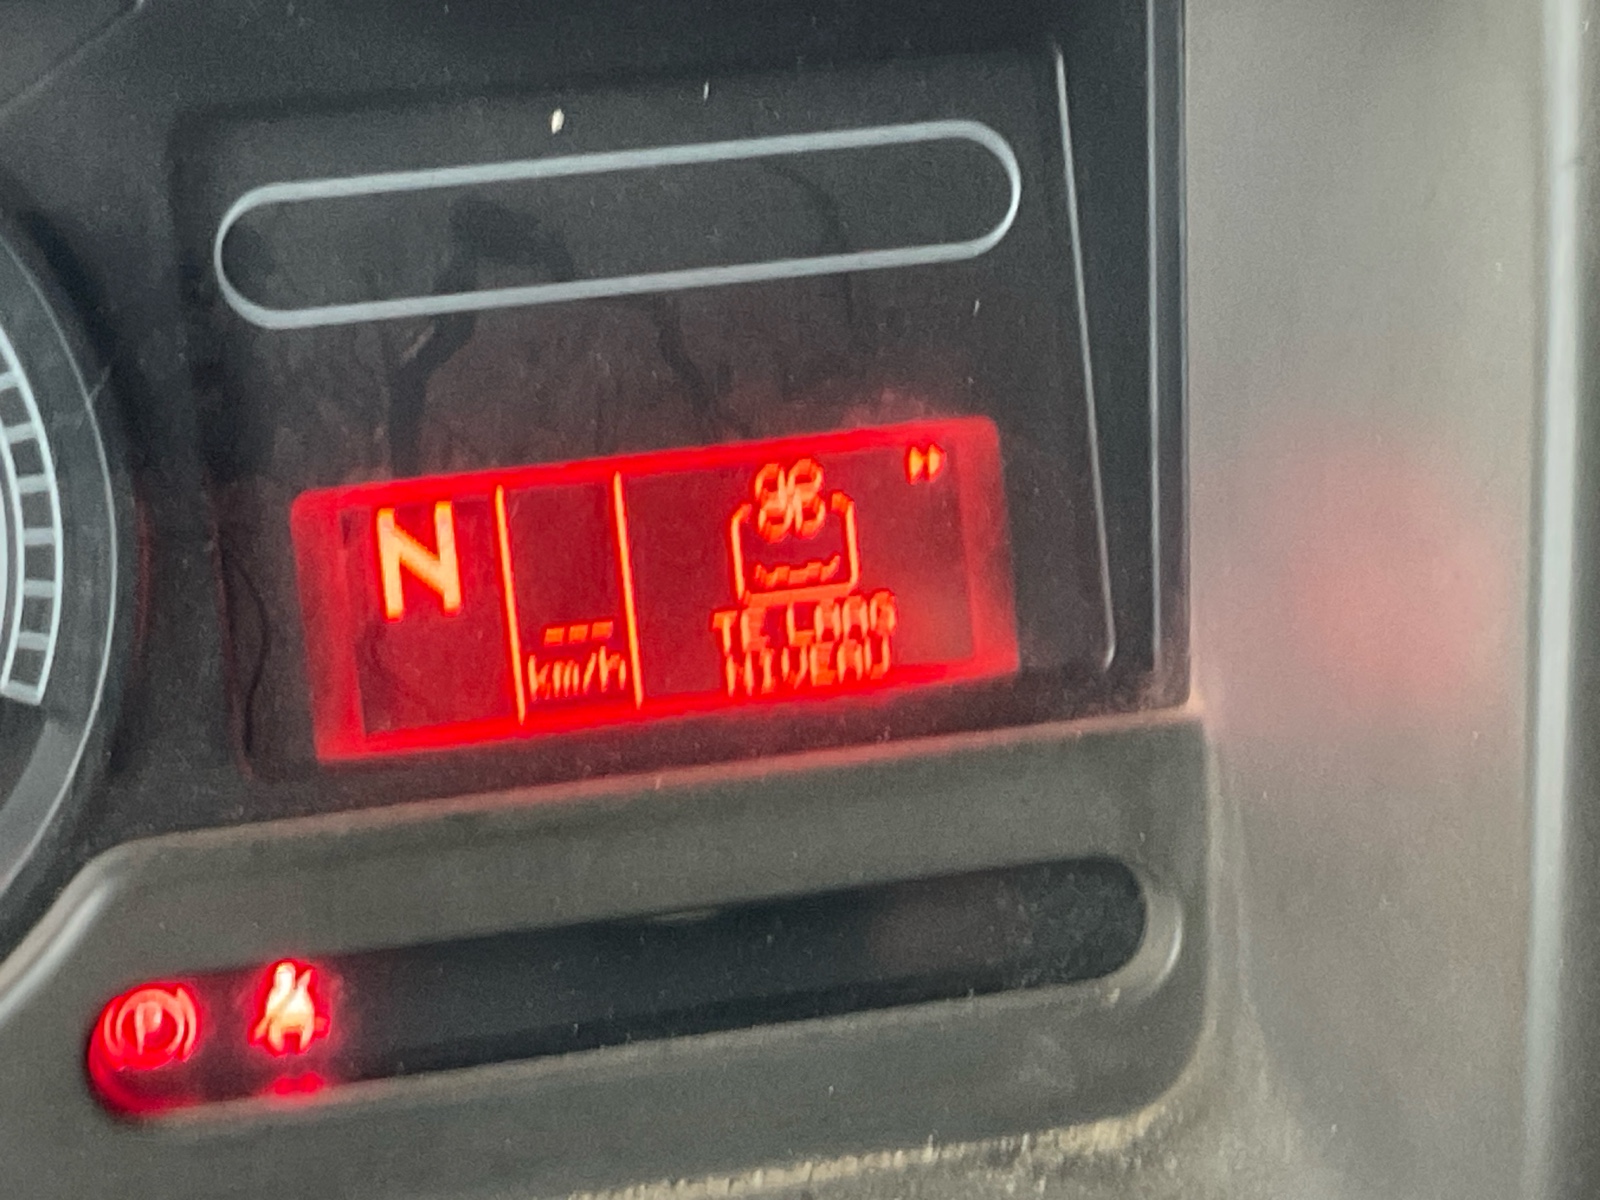 N
---
km/h
TE LAAG
NIVEAU
P